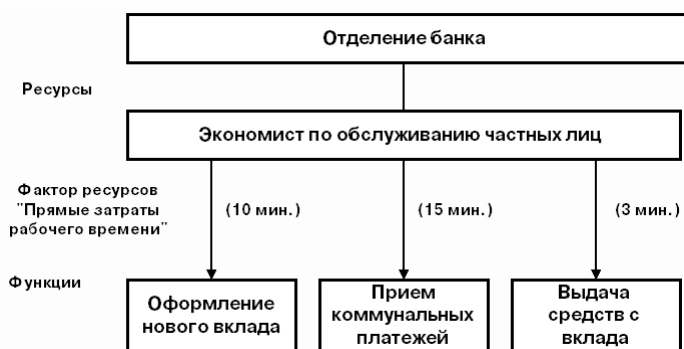 Отделение банка
Ресурсы
Экономист по обслуживанию частных лиц
Фактор ресурсов
"Прямые затраты
рабочего времени"
(10 мин.)
(15 мин.)
(3 мин.)
Функции
Оформление
нового вклада
Прием
коммунальных
платежей
Выдача
средств с
вклада